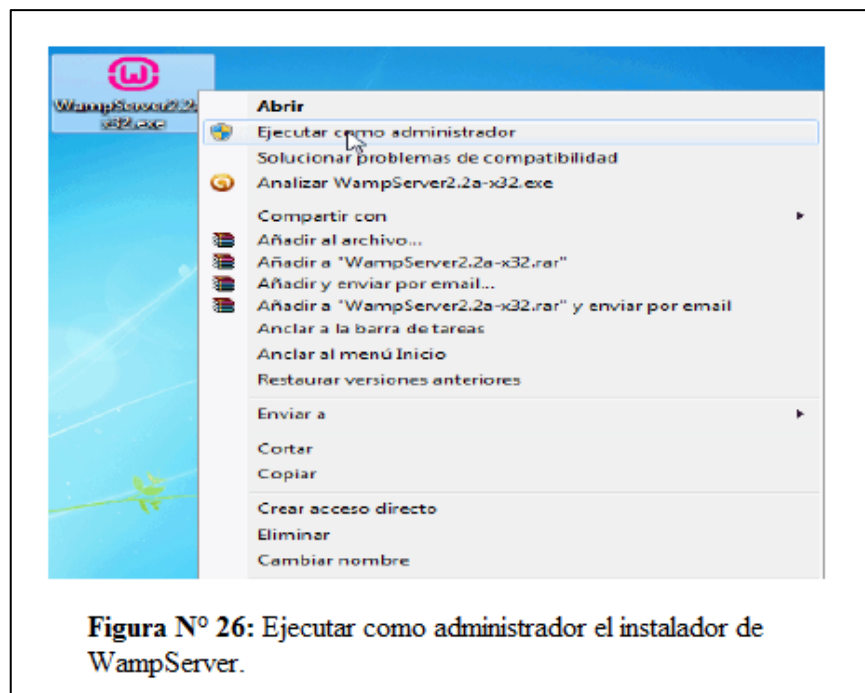 WampServer2.2a
x32.exe
Abrir
Ejecutar como administrador
Solucionar problemas de compatibilidad
Analizar WampServer2.2a-x32.exe
Compartir con
Añadir al archivo...
Añadir a "WampServer2.2a-x32.rar"
Añadir y enviar por email...
Añadir a "WampServer2.2a-x32.rar" y enviar por email
Anclar a la barra de tareas
Anclar al menú Inicio
Restaurar versiones anteriores
Enviar a
Cortar
Copiar
Crear acceso directo
Eliminar
Cambiar nombre
Figura N° 26: Ejecutar como administrador el instalador de
WampServer.